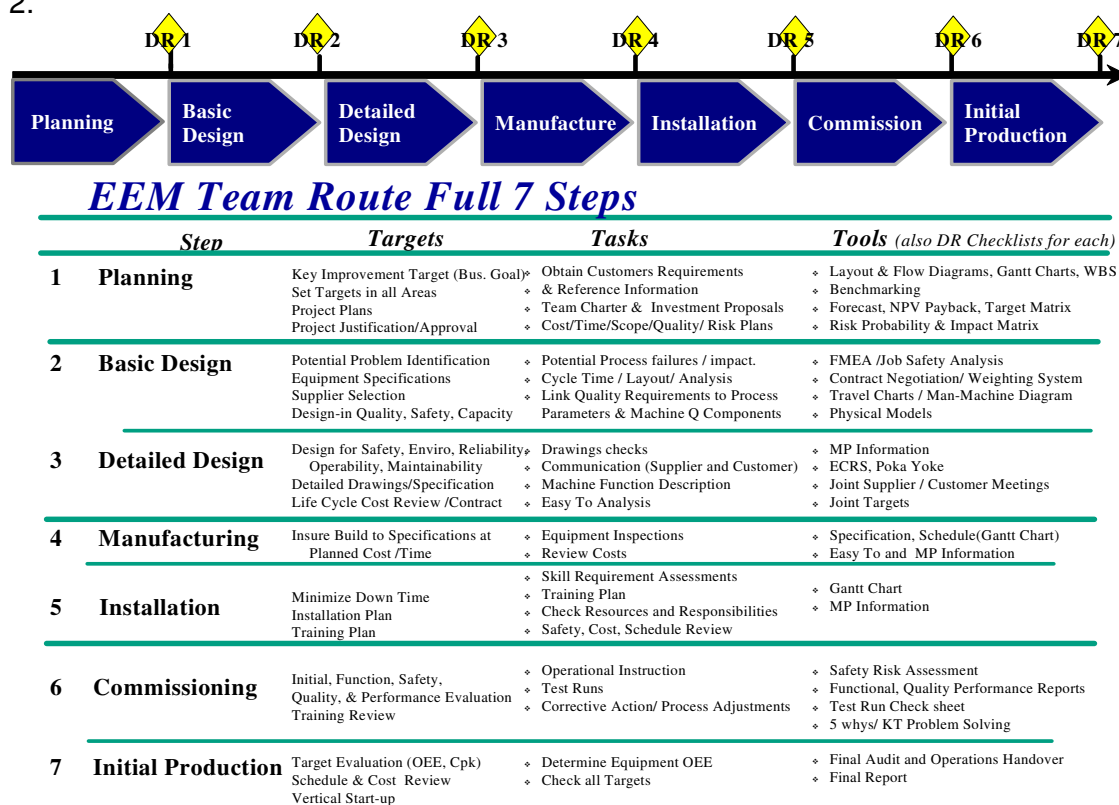 2.
DR 1 DR 2 DR 3 DR 4 DR 5 DR 6 DR 7
Planning
Basic
Design
Detailed
Design
Manufacture
Installation
Commission
Initial
Production
EEM Team Route Full 7 Steps
Step Targets Tasks Tools (also DR Checklists for each)
1 Planning
Key Improvement Target (Bus. Goal)
Set Targets in all Areas
Project Plans
Project Justification/Approval
Obtain Customers Requirements
& Reference Information
Team Charter & Investment Proposals
Cost/Time/Scope/Quality/ Risk Plans
Layout & Flow Diagrams, Gantt Charts, WBS
Benchmarking
Forecast, NPV Payback, Target Matrix
Risk Probability & Impact Matrix
2 Basic Design
Potential Problem Identification
Equipment Specifications
Supplier Selection
Design-in Quality, Safety, Capacity
Potential Process failures / impact.
Cycle Time / Layout/ Analysis
Link Quality Requirements to Process
Parameters & Machine Q Components
FMEA /Job Safety Analysis
Contract Negotiation/ Weighting System
Travel Charts / Man-Machine Diagram
Physical Models
3 Detailed Design
Design for Safety, Enviro, Reliability,
Operability, Maintainability
Detailed Drawings/Specification
Life Cycle Cost Review /Contract
Drawings checks
Communication (Supplier and Customer)
Machine Function Description
Easy To Analysis
MP Information
ECRS, Poka Yoke
Joint Supplier / Customer Meetings
Joint Targets
4 Manufacturing
Insure Build to Specifications at
Planned Cost /Time
Equipment Inspections
Review Costs
Specification, Schedule(Gantt Chart)
Easy To and MP Information
5 Installation
Minimize Down Time
Installation Plan
Training Plan
Skill Requirement Assessments
Training Plan
Check Resources and Responsibilities
Safety, Cost, Schedule Review
Gantt Chart
MP Information
6 Commissioning
Initial, Function, Safety,
Quality, & Performance Evaluation
Training Review
Operational Instruction
Test Runs
Corrective Action/ Process Adjustments
Safety Risk Assessment
Functional, Quality Performance Reports
Test Run Check sheet
5 whys/ KT Problem Solving
7 Initial Production
Target Evaluation (OEE, Cpk)
Schedule & Cost Review
Vertical Start-up
Determine Equipment OEE
Check all Targets
Final Audit and Operations Handover
Final Report